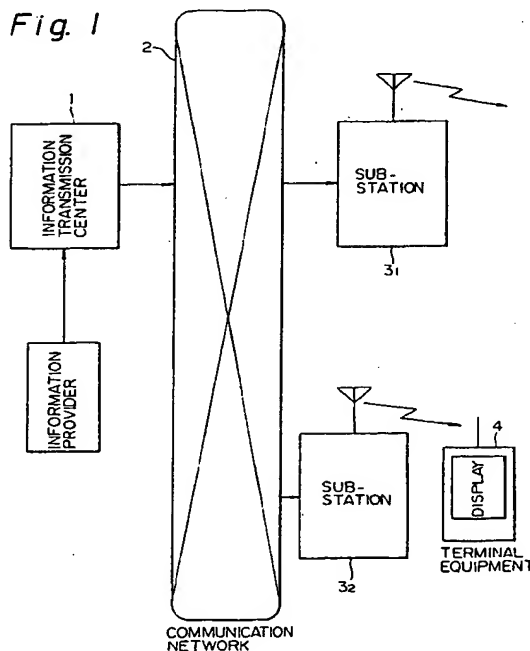 Fig. 1
2
1
INFORMATION
TRANSMISSION
CENTER
INFORMATION
PROVIDER
SUB-
STATION
3₁
SUB-
STATION
3₂
4
DISPLAY
TERMINAL
EQUIPMENT
COMMUNICATION
NETWORK